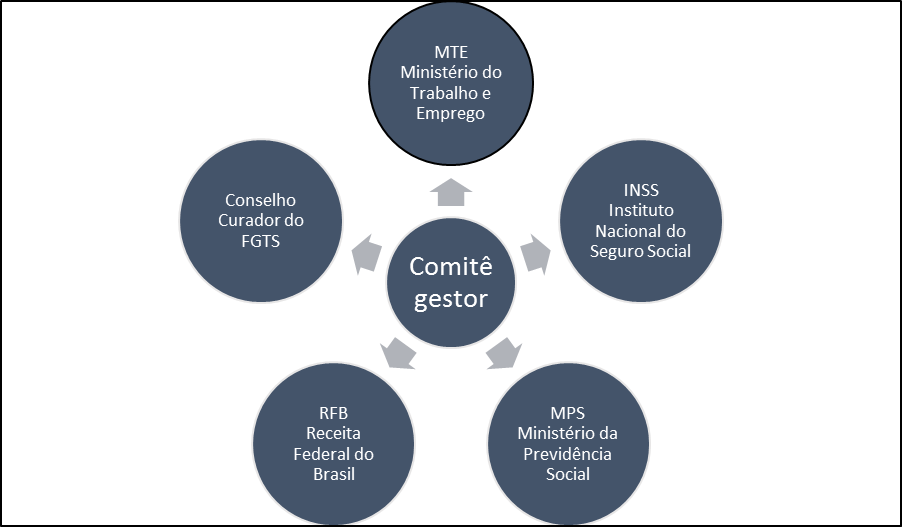 MTE
Ministério do
Trabalho e
Emprego
Conselho
Curador do
FGTS
INSS
Instituto
Nacional do
Seguro Social
Comitê
gestor
RFB
Receita
Federal do
Brasil
MPS
Ministério da
Previdência
Social